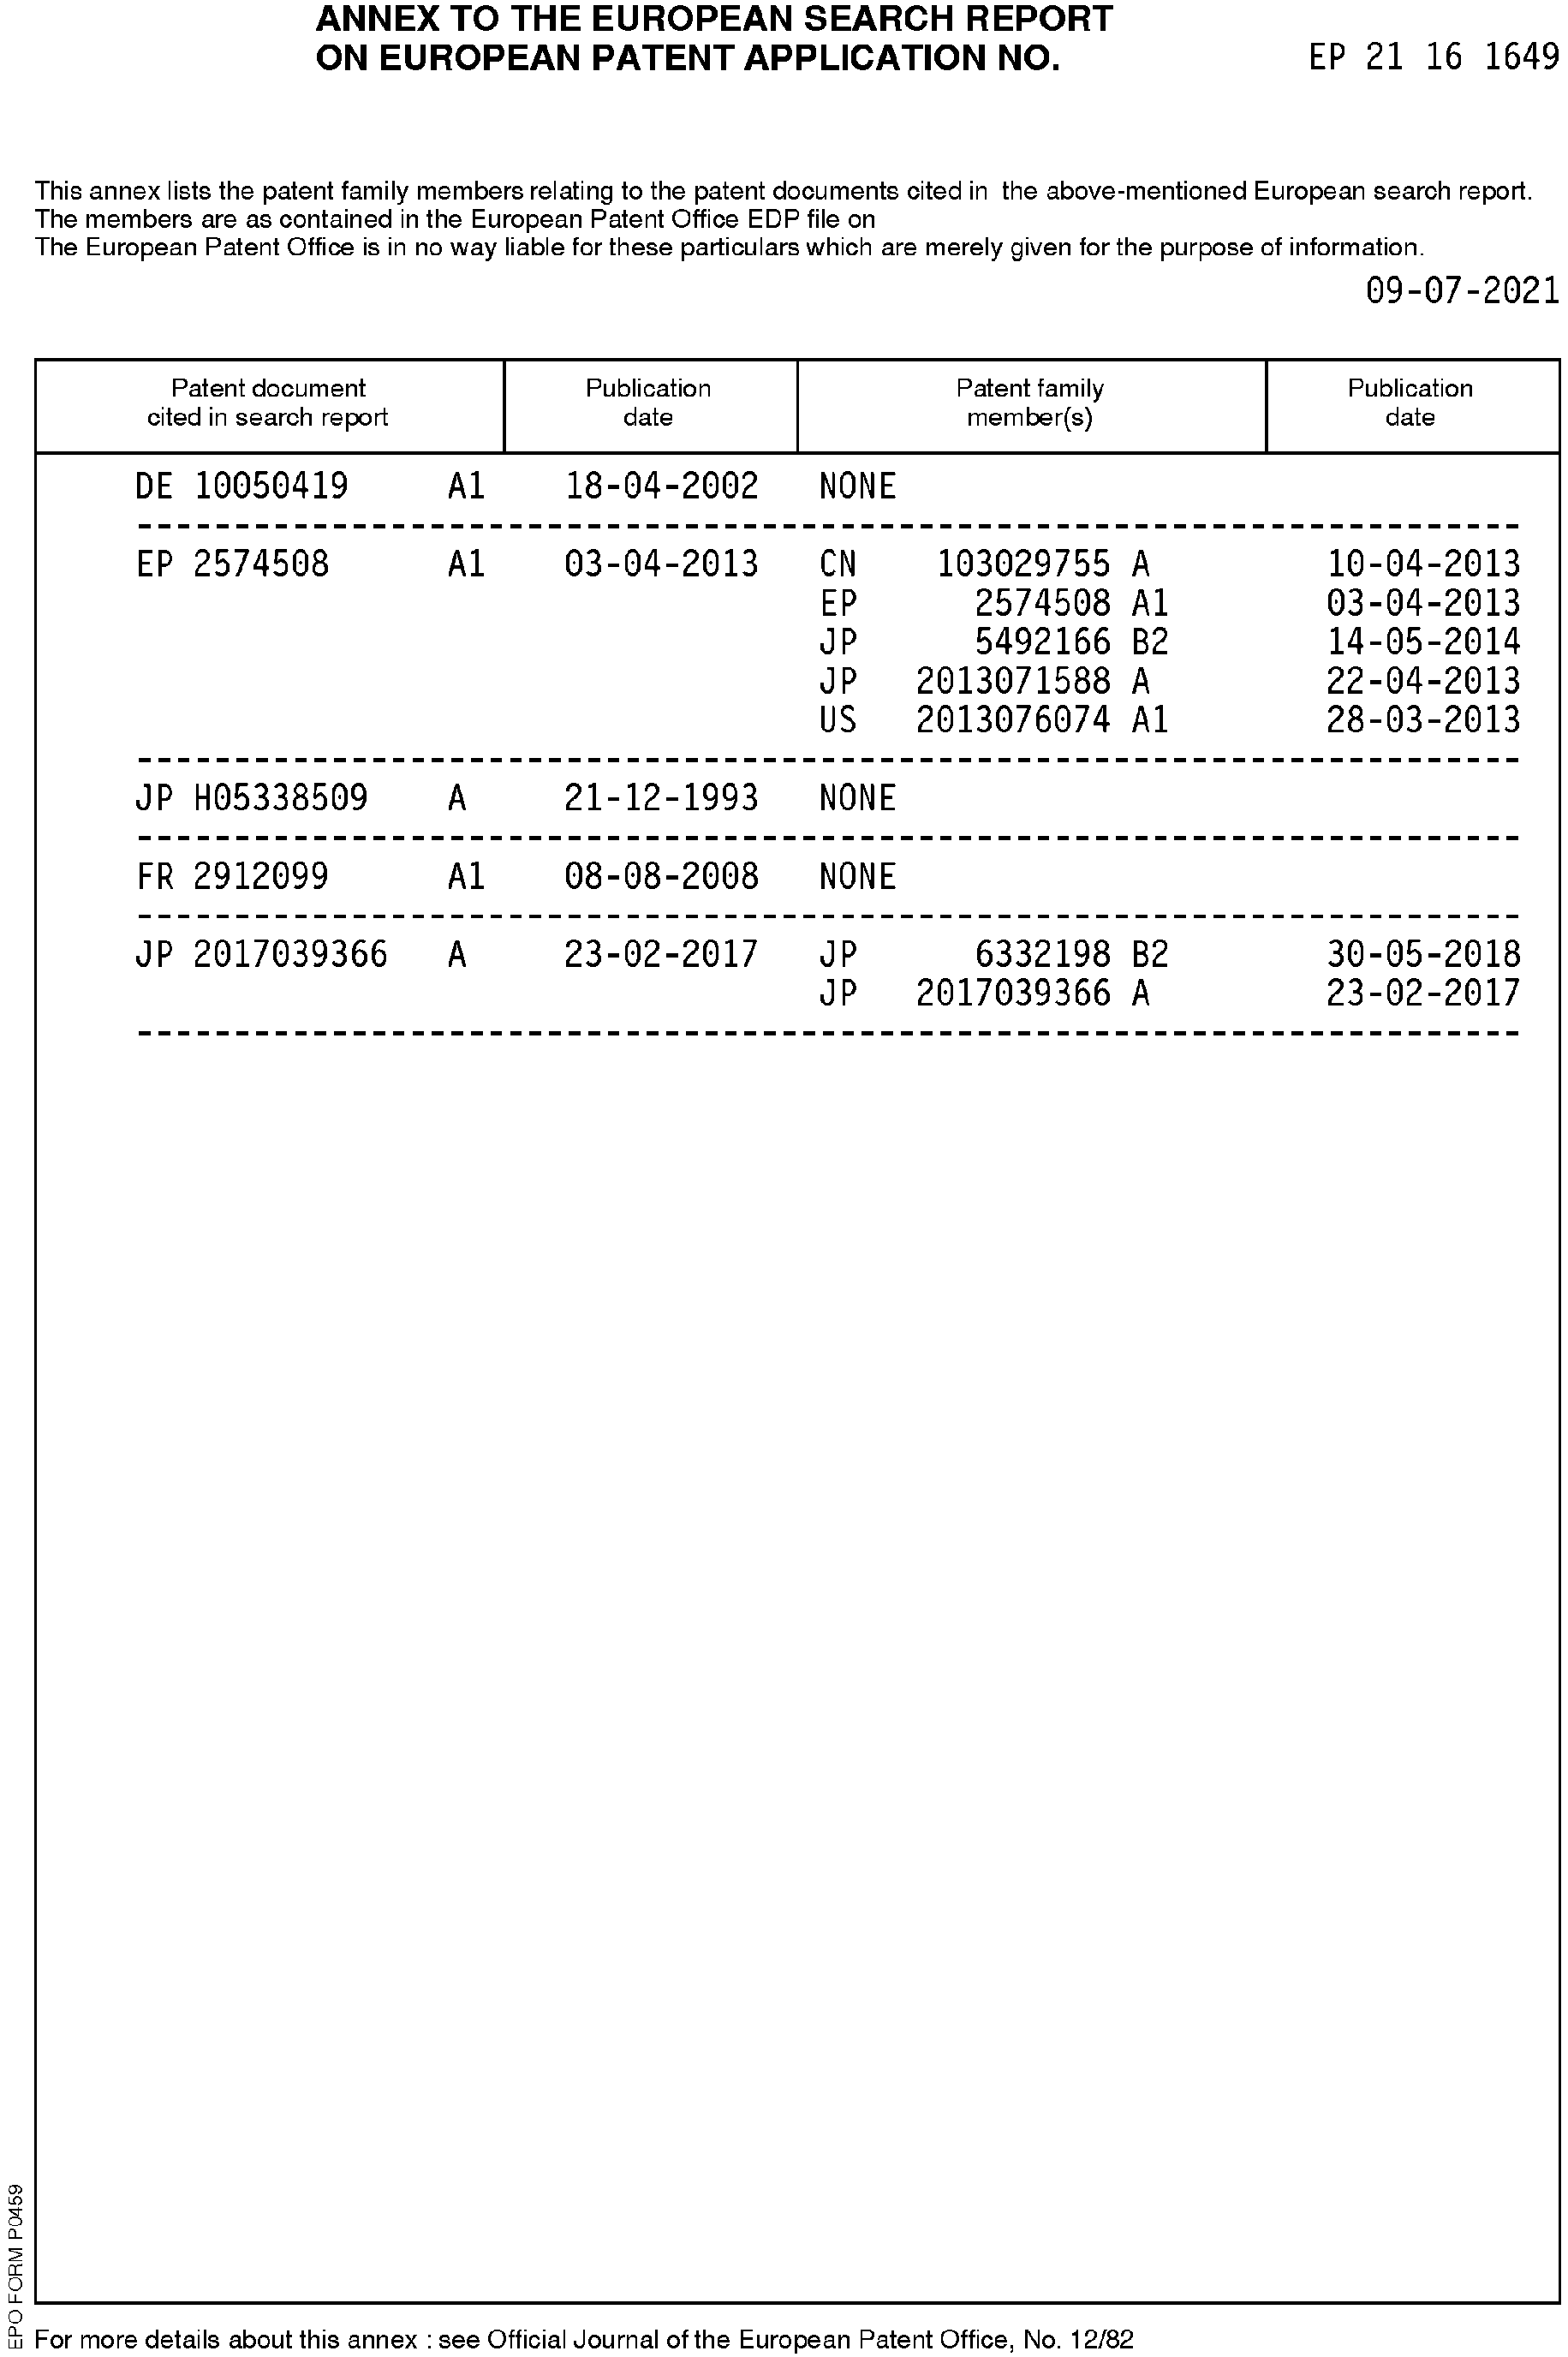 ANNEX TO THE EUROPEAN SEARCH REPORT
ON EUROPEAN PATENT APPLICATION NO. EP 21 16 1649
This annex lists the patent family members relating to the patent documents cited in the above-mentioned European search report.
The members are as contained in the European Patent Office EDP file on
The European Patent Office is in no way liable for these particulars which are merely given for the purpose of information.
09-07-2021
Patent document Publication Patent family Publication
cited in search report date member(s) date
DE 10050419 A1 18-04-2002 NONE
EP 2574508 A1 03-04-2013 CN 103029755 A 10-04-2013
EP 2574508 A1 03-04-2013
JP 5492166 B2 14-05-2014
JP 2013071588 A 22-04-2013
US 2013076074 A1 28-03-2013
JP H05338509 A 21-12-1993 NONE
FR 2912099 A1 08-08-2008 NONE
JP 2017039366 A 23-02-2017 JP 6332198 B2 30-05-2018
JP 2017039366 A 23-02-2017
EPO FORM P0459
For more details about this annex : see Official Journal of the European Patent Office, No. 12/82